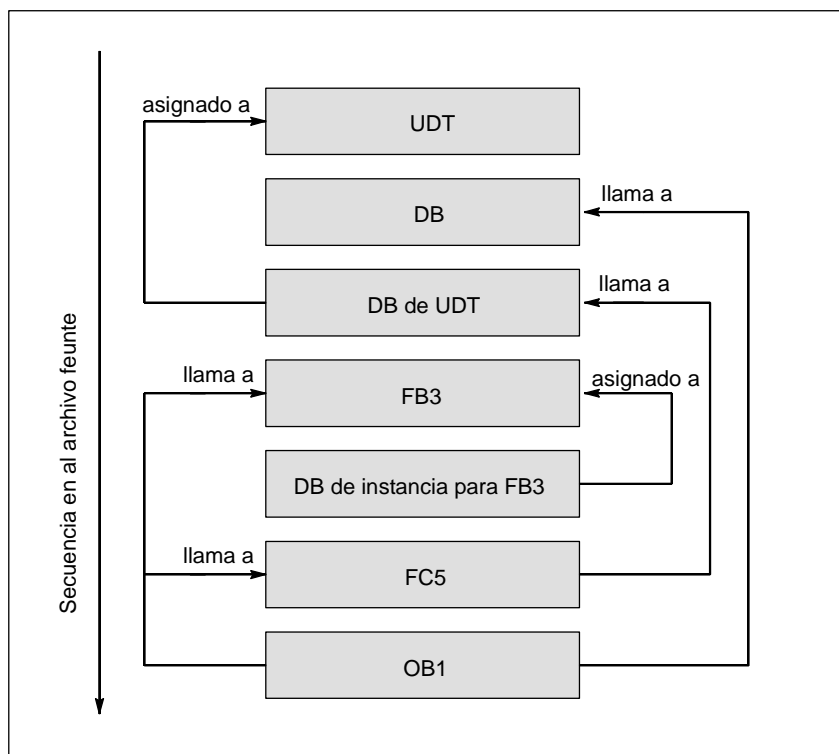 asignado a
UDT
llama a
DB
llama a
DB de UDT
llama a
FB3
asignado a
DB de instancia para FB3
llama a
FC5
OB1
Secuencia en al archivo feunte